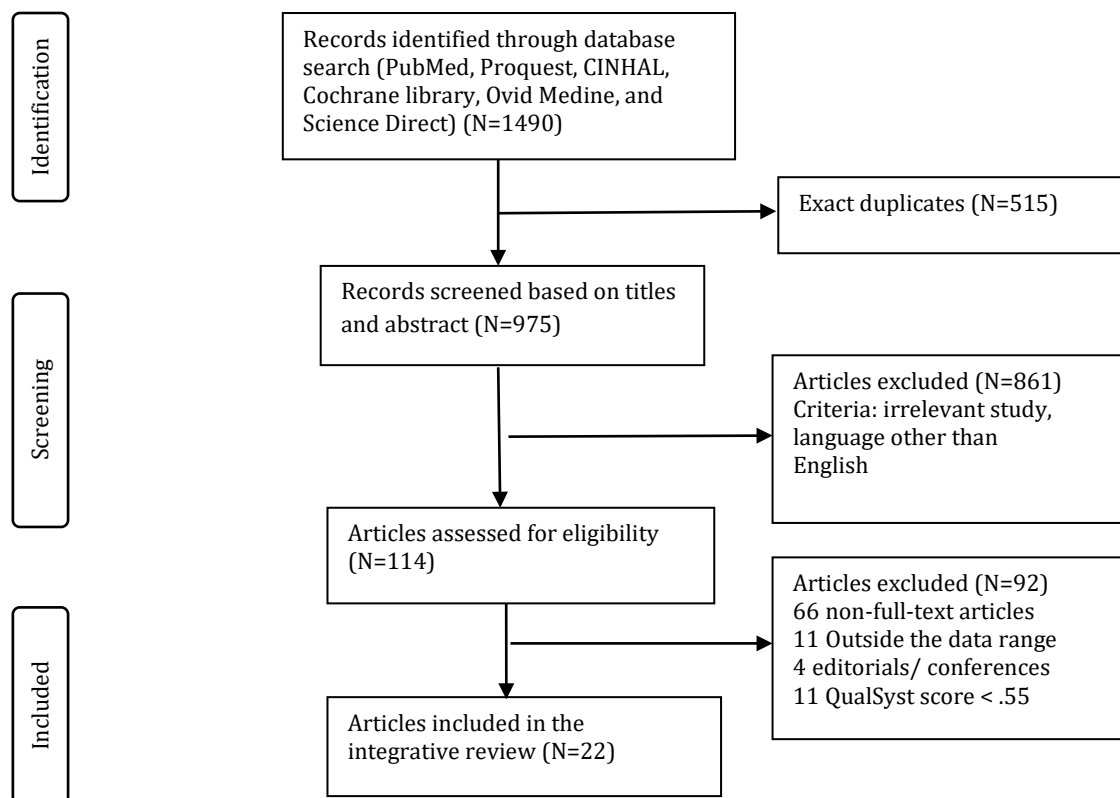 Identification
Records identified through database
search (PubMed, Proquest, CINHAL,
Cochrane library, Ovid Medine, and
Science Direct) (N=1490)
Exact duplicates (N=515)
Screening
Records screened based on titles
and abstract (N=975)
Articles excluded (N=861)
Criteria: irrelevant study,
language other than
English
Articles assessed for eligibility
(N=114)
Articles excluded (N=92)
66 non-full-text articles
11 Outside the data range
4 editorials/ conferences
11 QualSyst score < .55
Included
Articles included in the
integrative review (N=22)